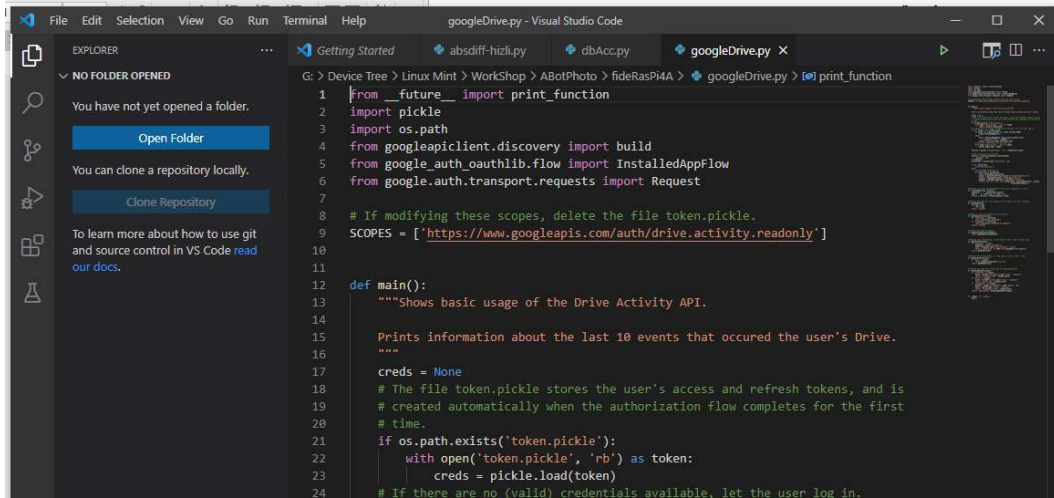 File Edit Selection View Go Run Terminal Help
googleDrive.py - Visual Studio Code
EXPLORER
Getting Started
absdiff-hizli.py
dbAcc.py
googleDrive.py
NO FOLDER OPENED
You have not yet opened a folder.
Open Folder
You can clone a repository locally.
Clone Repository
To learn more about how to use git
and source control in VS Code read
our docs.
G: > Device Tree > Linux Mint > WorkShop > ABotPhoto > fideRasPi4A > googleDrive.py > print_function
1 from __future__ import print_function
2 import pickle
3 import os.path
4 from googleapiclient.discovery import build
5 from google_auth_oauthlib.flow import InstalledAppFlow
6 from google.auth.transport.requests import Request
7
8 # If modifying these scopes, delete the file token.pickle.
9 SCOPES = ['https://www.googleapis.com/auth/drive.activity.readonly']
10
11
12 def main():
13 """Shows basic usage of the Drive Activity API.
14
15 Prints information about the last 10 events that occured the user's Drive.
16 """
17 creds = None
18 # The file token.pickle stores the user's access and refresh tokens, and is
19 # created automatically when the authorization flow completes for the first
20 # time.
21 if os.path.exists('token.pickle'):
22 with open('token.pickle', 'rb') as token:
23 creds = pickle.load(token)
24 # If there are no (valid) credentials available, let the user log in.